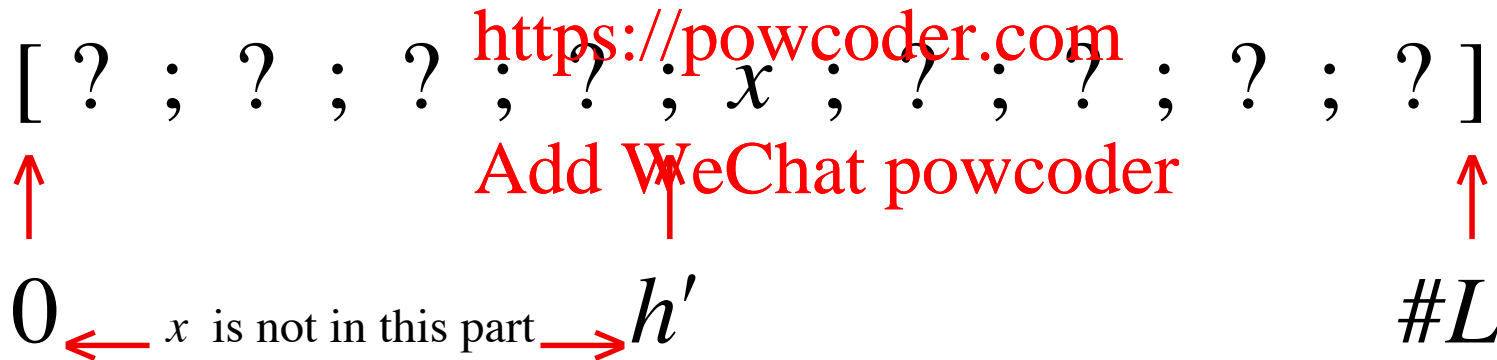 https://powcoder.com
[ ? ; ? ; ? ; ? ; x ; ? ; ? ; ? ; ? ]
Add WeChat powcoder
0 x is not in this part h′ #L